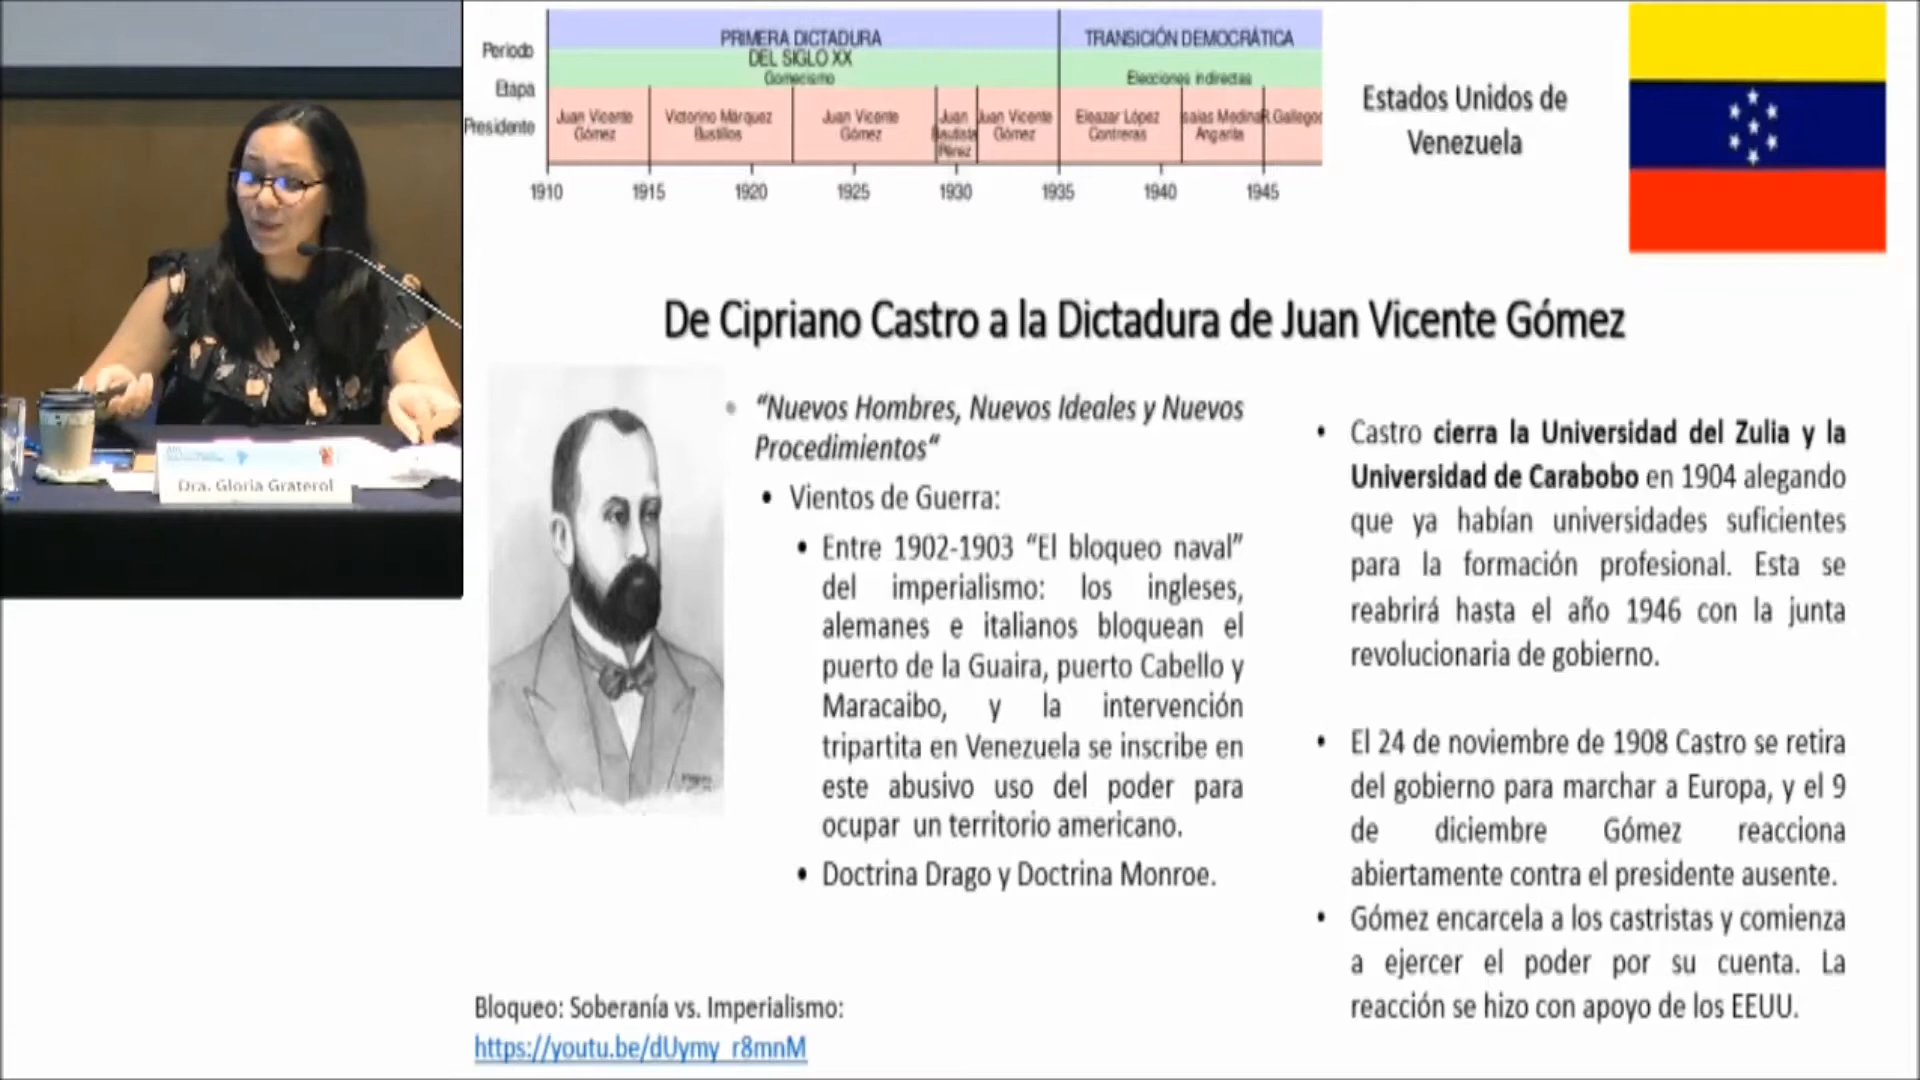 Periodo
Etapa
Presidente
PRIMERA DICTADURA
DEL SIGLO XX
Gomecismo
TRANSICIÓN DEMOCRÁTICA
Elecciones indirectas
Juan Vicente
Gómez
Victorino Márquez
Bustillos
Juan Vicente
Gómez
Juan
Bautista
Pérez
Juan Vicente
Gómez
Eleazar López
Contreras
saias Medina
Angarita
R.Gallegos
1910 1915 1920 1925 1930 1935 1940 1945
Estados Unidos de
Venezuela
De Cipriano Castro a la Dictadura de Juan Vicente Gómez
• “Nuevos Hombres, Nuevos Ideales y Nuevos
Procedimientos“
• Vientos de Guerra:
• Entre 1902-1903 “El bloqueo naval”
del imperialismo: los ingleses,
alemanes e italianos bloquean el
puerto de la Guaira, puerto Cabello y
Maracaibo, y la intervención
tripartita en Venezuela se inscribe en
este abusivo uso del poder para
ocupar un territorio americano.
• Doctrina Drago y Doctrina Monroe.
• Castro cierra la Universidad del Zulia y la
Universidad de Carabobo en 1904 alegando
que ya habían universidades suficientes
para la formación profesional. Esta se
reabrirá hasta el año 1946 con la junta
revolucionaria de gobierno.
• El 24 de noviembre de 1908 Castro se retira
del gobierno para marchar a Europa, y el 9
de diciembre Gómez reacciona
abiertamente contra el presidente ausente.
• Gómez encarcela a los castristas y comienza
a ejercer el poder por su cuenta. La
reacción se hizo con apoyo de los EEUU.
Bloqueo: Soberanía vs. Imperialismo:
https://youtu.be/dUymy_r8mnM
Dra. Gloria Graterol